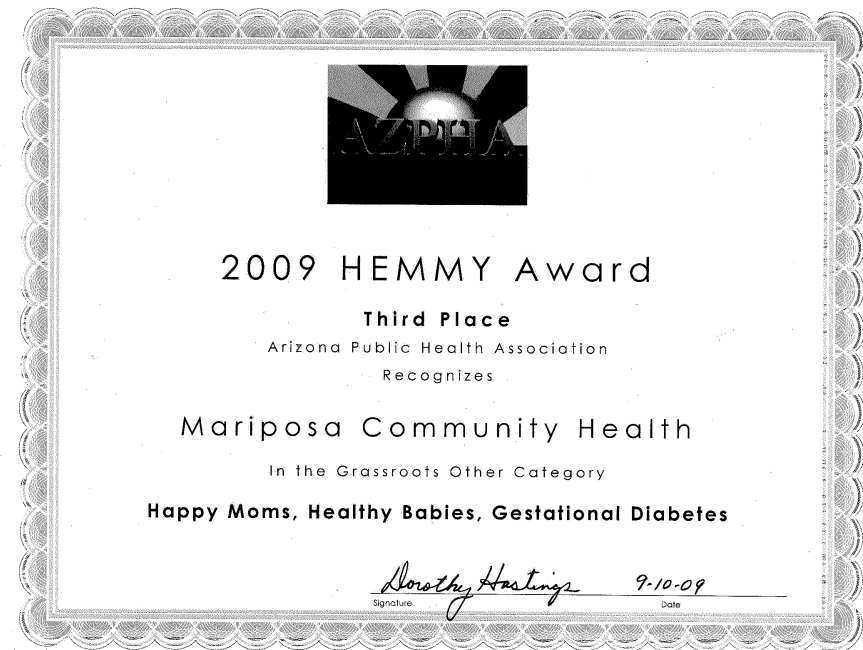 AZPHA
2009 HEMMY Award
Third Place
Arizona Public Health Association
Recognizes
Mariposa Community Health
In the Grassroots Other Category
Happy Moms, Healthy Babies, Gestational Diabetes
Dorothy Hastings 9-10-09
Signature Date